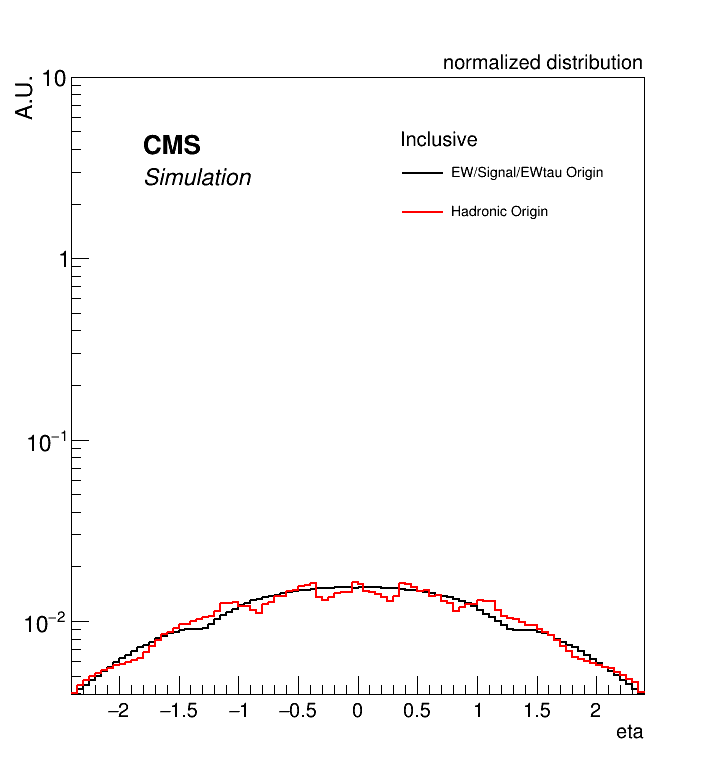 normalized distribution
A.U.
10
CMS
Inclusive
Simulation
EW/Signal/EWtau Origin
Hadronic Origin
1
10⁻¹
10⁻²
−2 −1.5 −1 −0.5 0 0.5 1 1.5 2
eta